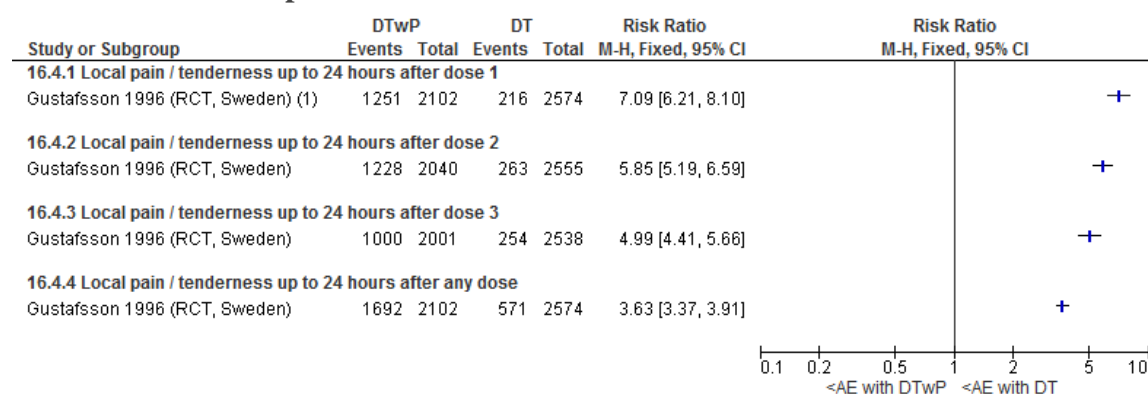 DTwP DT Risk Ratio Risk Ratio
Study or Subgroup Events Total Events Total M-H, Fixed, 95% CI M-H, Fixed, 95% CI
16.4.1 Local pain / tenderness up to 24 hours after dose 1
Gustafsson 1996 (RCT, Sweden) (1) 1251 2102 216 2574 7.09 [6.21, 8.10]
16.4.2 Local pain / tenderness up to 24 hours after dose 2
Gustafsson 1996 (RCT, Sweden) 1228 2040 263 2555 5.85 [5.19, 6.59]
16.4.3 Local pain / tenderness up to 24 hours after dose 3
Gustafsson 1996 (RCT, Sweden) 1000 2001 254 2538 4.99 [4.41, 5.66]
16.4.4 Local pain / tenderness up to 24 hours after any dose
Gustafsson 1996 (RCT, Sweden) 1692 2102 571 2574 3.63 [3.37, 3.91]
0.1 0.2 0.5 1 2 5 10
<AE with DTwP <AE with DT